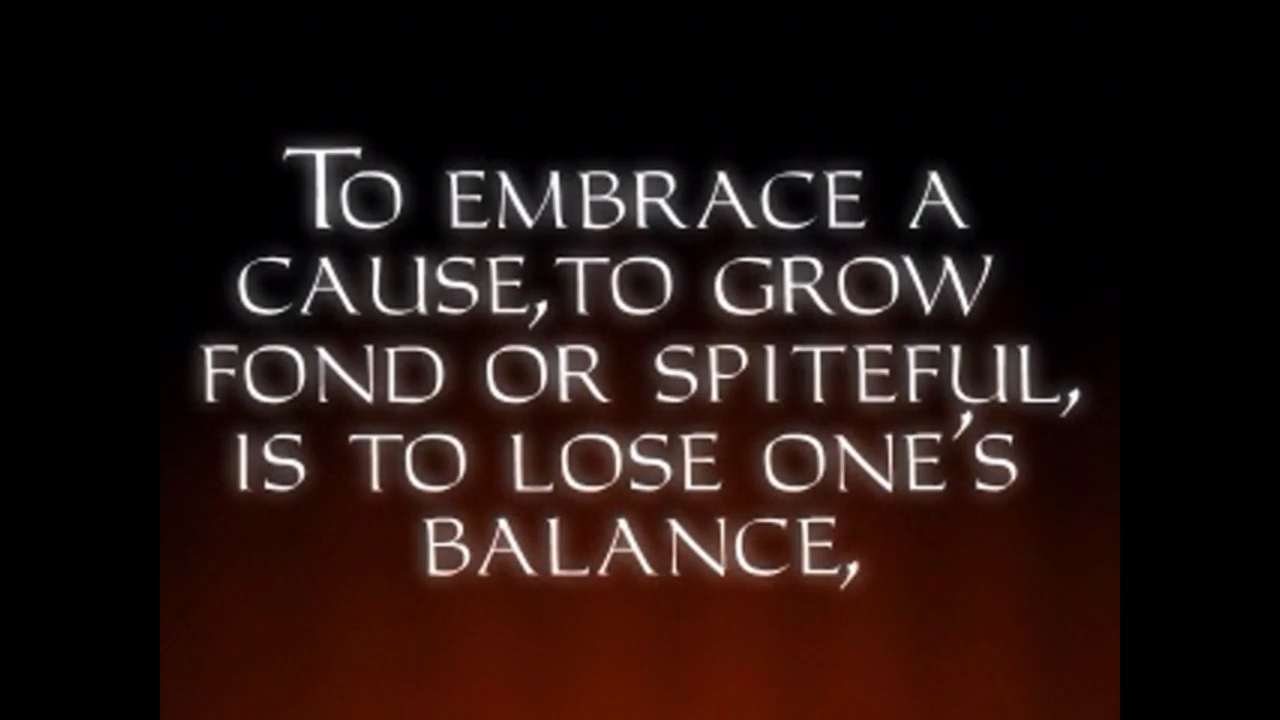 To EMBRACE A
CAUSE, TO GROW
FOND OR SPITEFUL,
IS TO LOSE ONE'S
BALANCE,